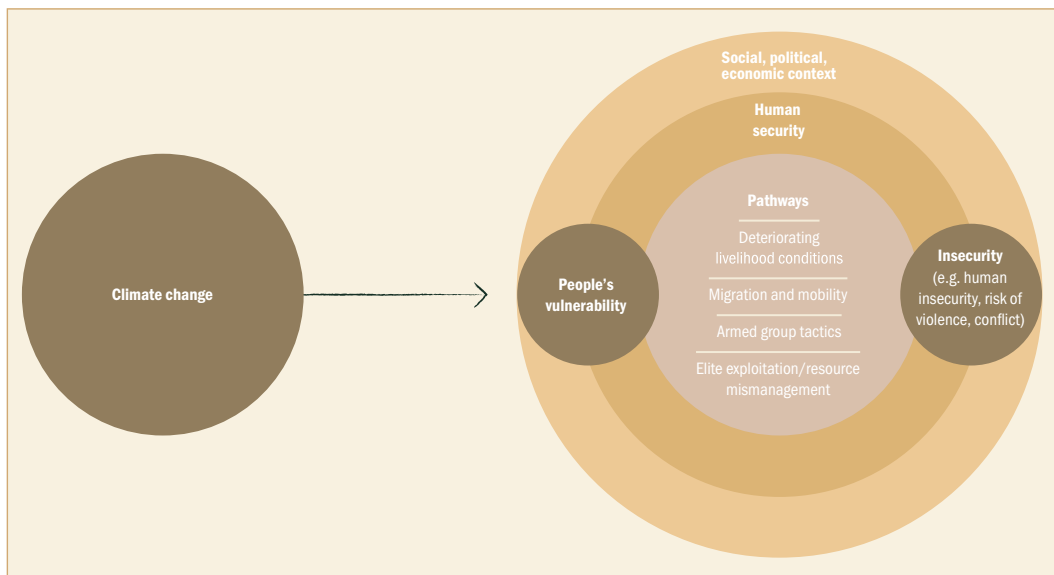 Social, political,
economic context
Human
security
Pathways
Deteriorating
livelihood conditions
Migration and mobility
Armed group tactics
Elite exploitation/resource
mismanagement
Climate change
People’s
vulnerability
Insecurity
(e.g. human
insecurity, risk of
violence, conflict)